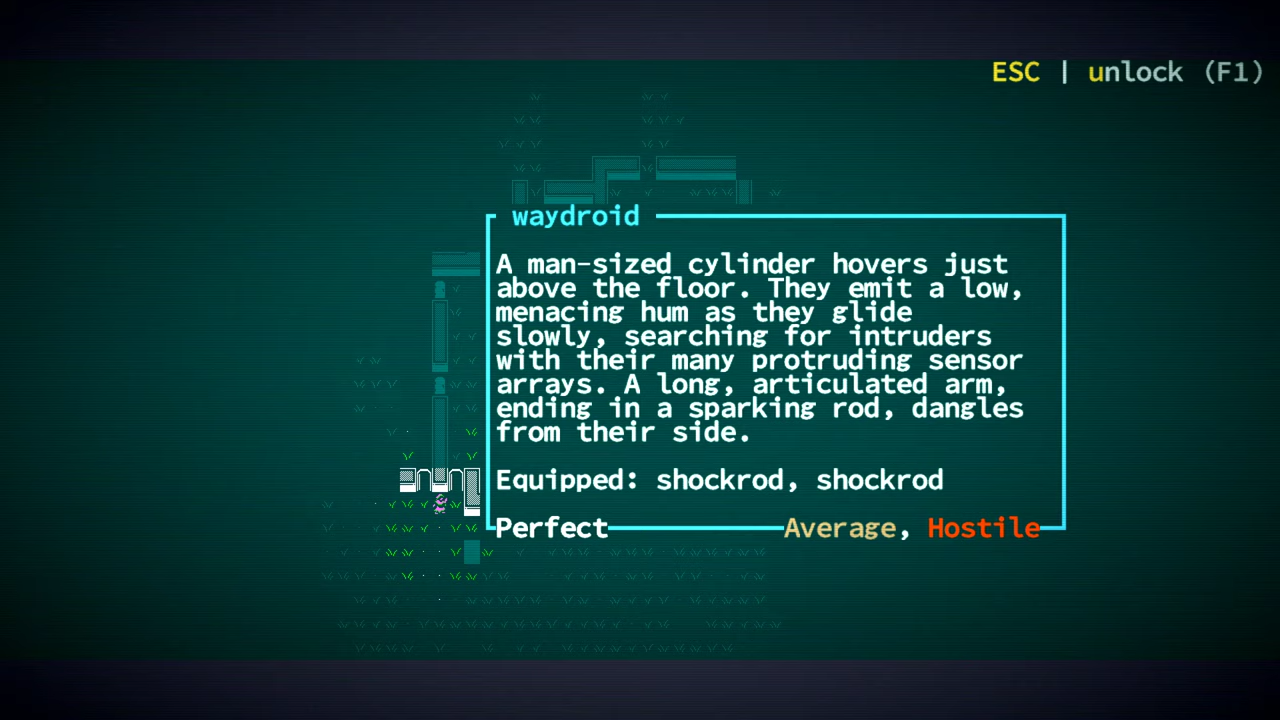 ESC | unlock (F1)
waydroid
A man-sized cylinder hovers just
above the floor. They emit a low,
menacing hum as they glide
slowly, searching for intruders
with their many protruding sensor
arrays. A long, articulated arm,
ending in a sparking rod, dangles
from their side.
Equipped: shockrod, shockrod
Perfect Average, Hostile